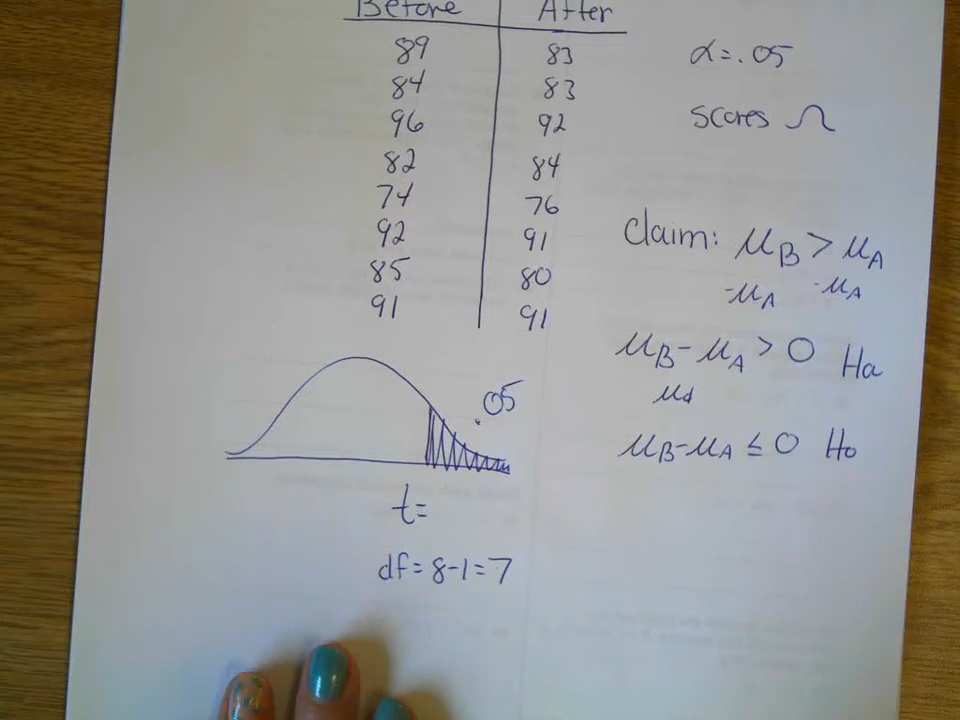 Before After
89 83
84 83
96 92
82 84
74 76
92 91
85 80
91 91
α=.05
scores
Claim: μB > μA
-μA -μA
μB - μA > 0 Ha
μd
μB-μA ≤ 0 Ho
.05
t=
df=8-1=7